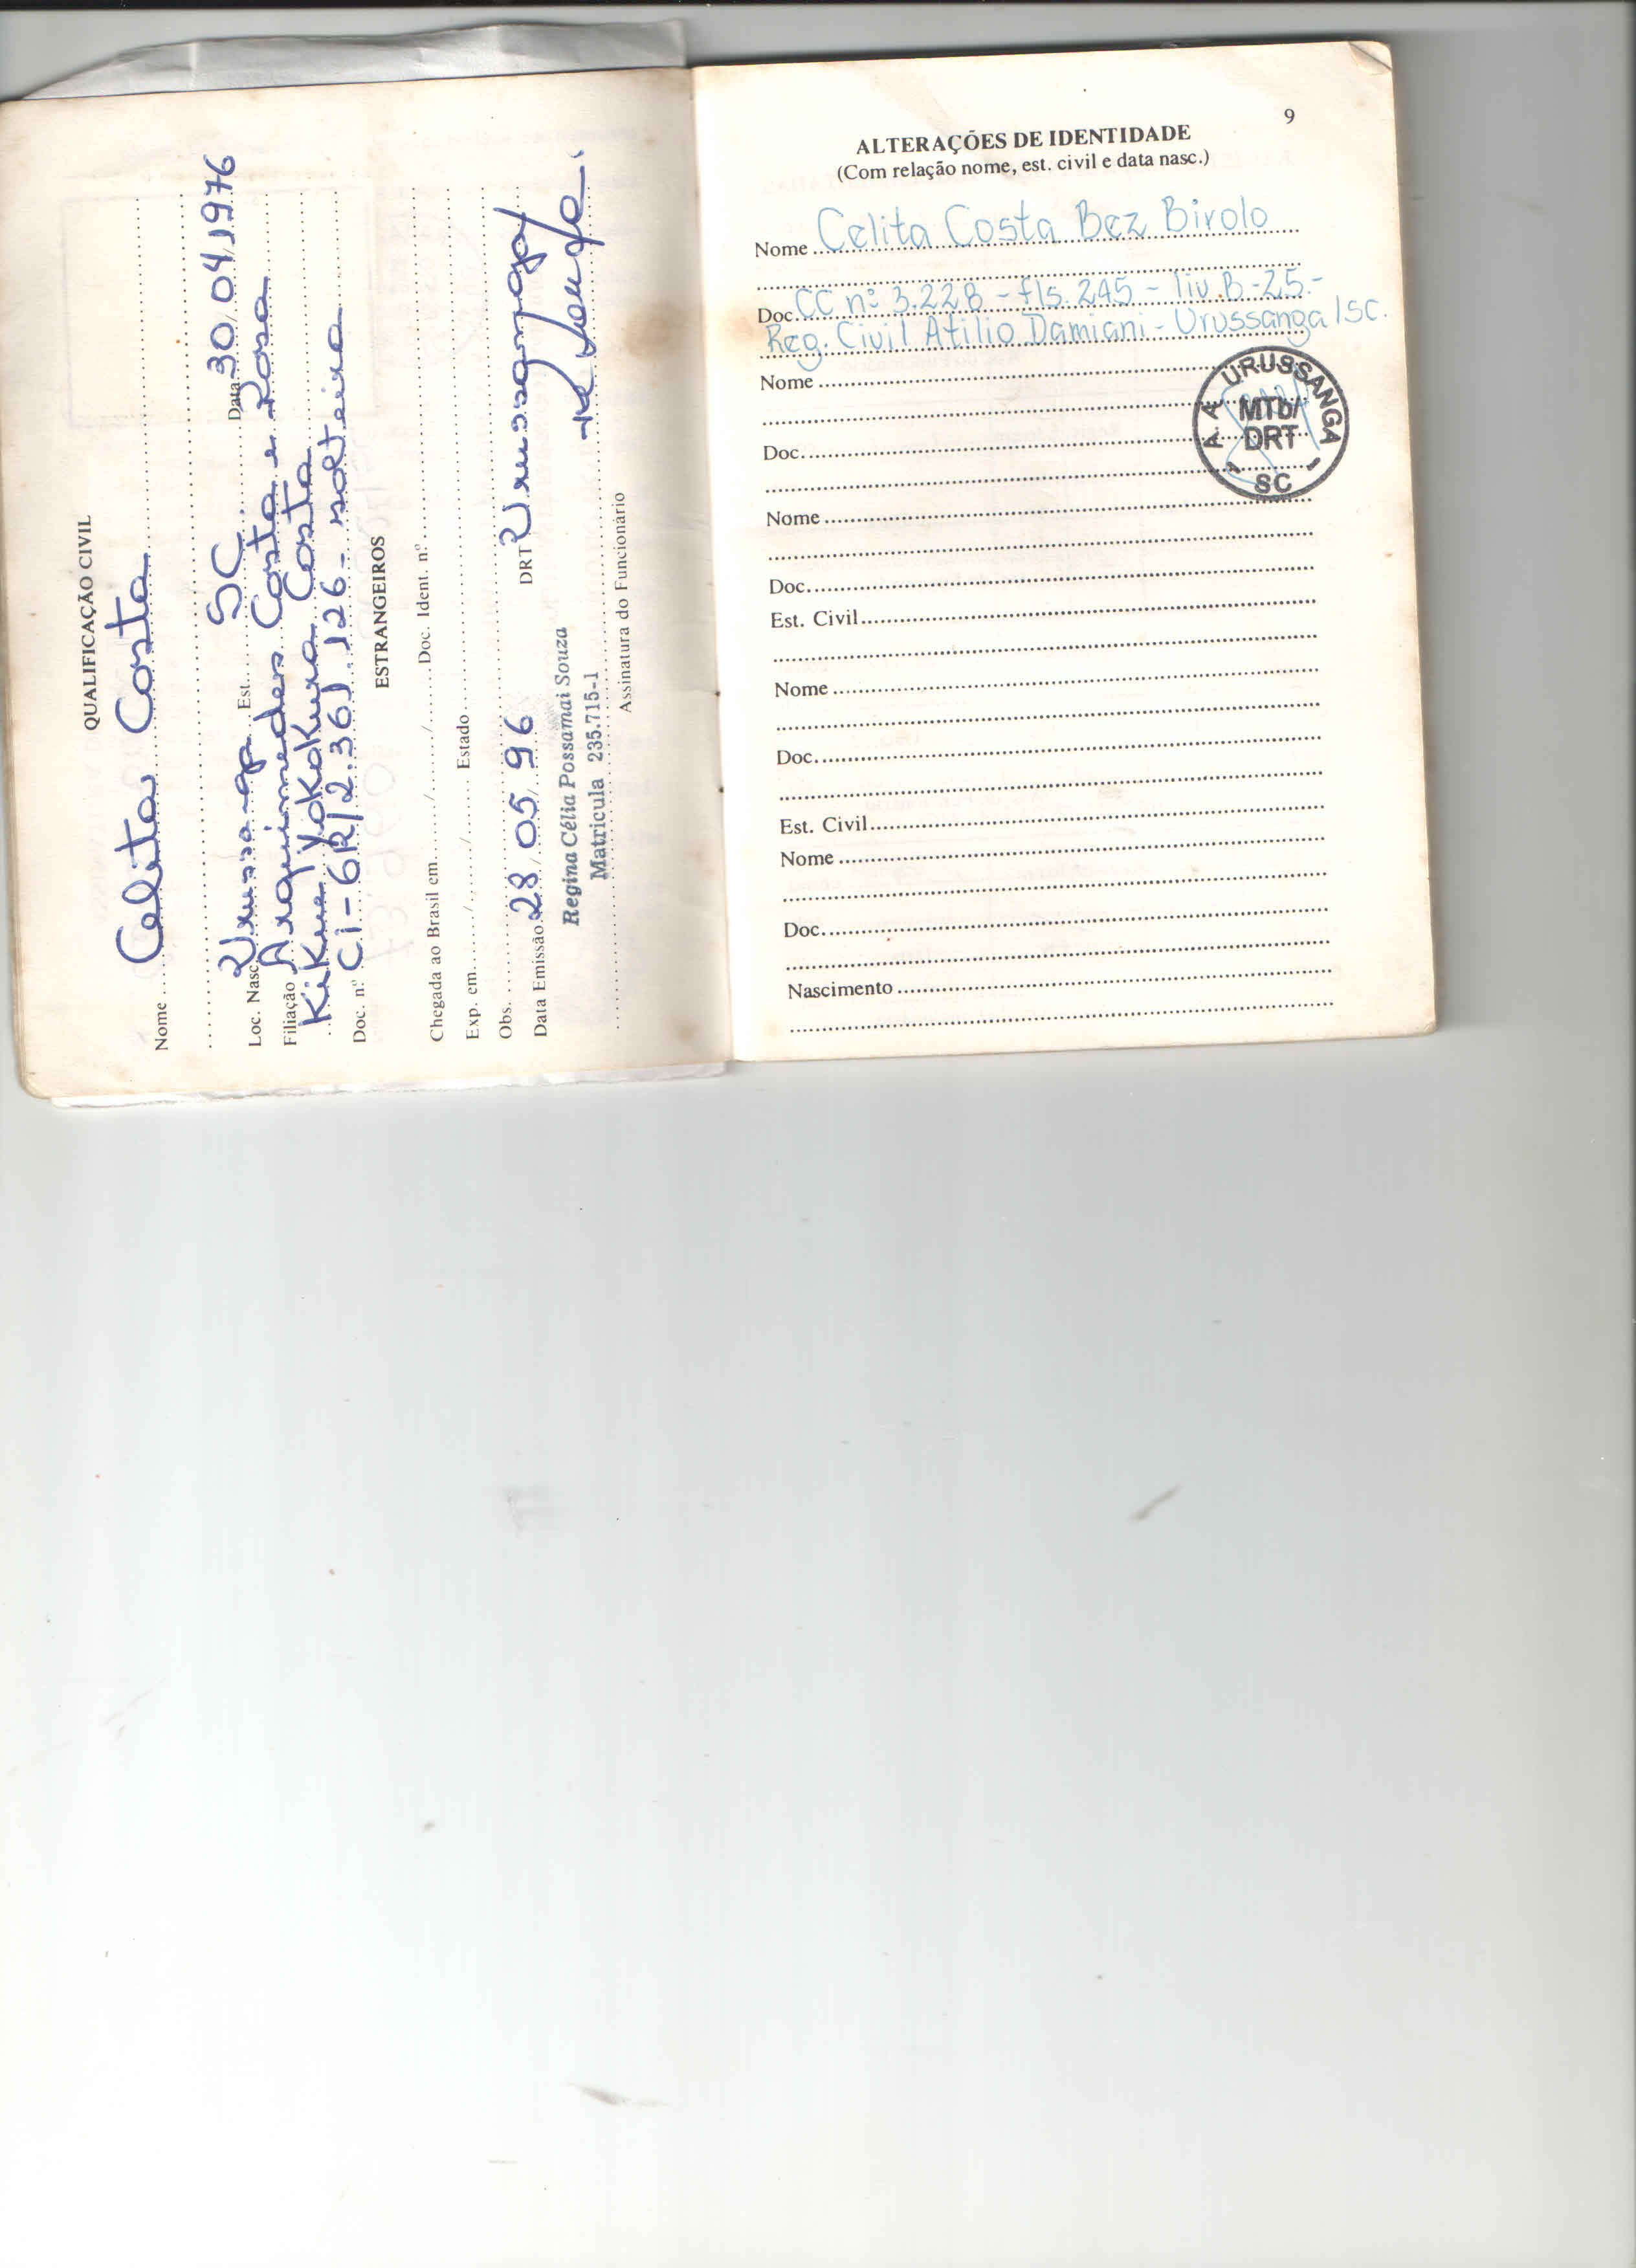 QUALIFICAÇÃO CIVIL
Nome Celita Costa
Loc. Nasc. Urussanga Est. SC Data 30/04/1976
Filiação Arquimedes Costa e Rosa
Kikue Yokokura Costa
Doc. nº CI-6R/2.361.126-solteira
ESTRANGEIROS
Chegada ao Brasil em / / Doc. Ident. nº
Exp. em / / Estado
Obs.
Data Emissão 28/05/96 DRT Urussanga/
Regina Célia Possamai Souza
Matricula 235.715-1
Assinatura do Funcionário
9
ALTERAÇÕES DE IDENTIDADE
(Com relação nome, est. civil e data nasc.)
Nome Celita Costa Bez Birolo
Doc. CC nº 3.228 - fls. 245 - liv. B-25.-
Reg. Civil Atilio Damiani - Urussanga/SC.
Nome
A. A. URUSSANGA
MTb/
DRT
SC
Doc.
Nome
Doc.
Est. Civil
Nome
Doc.
Est. Civil
Nome
Doc.
Nascimento